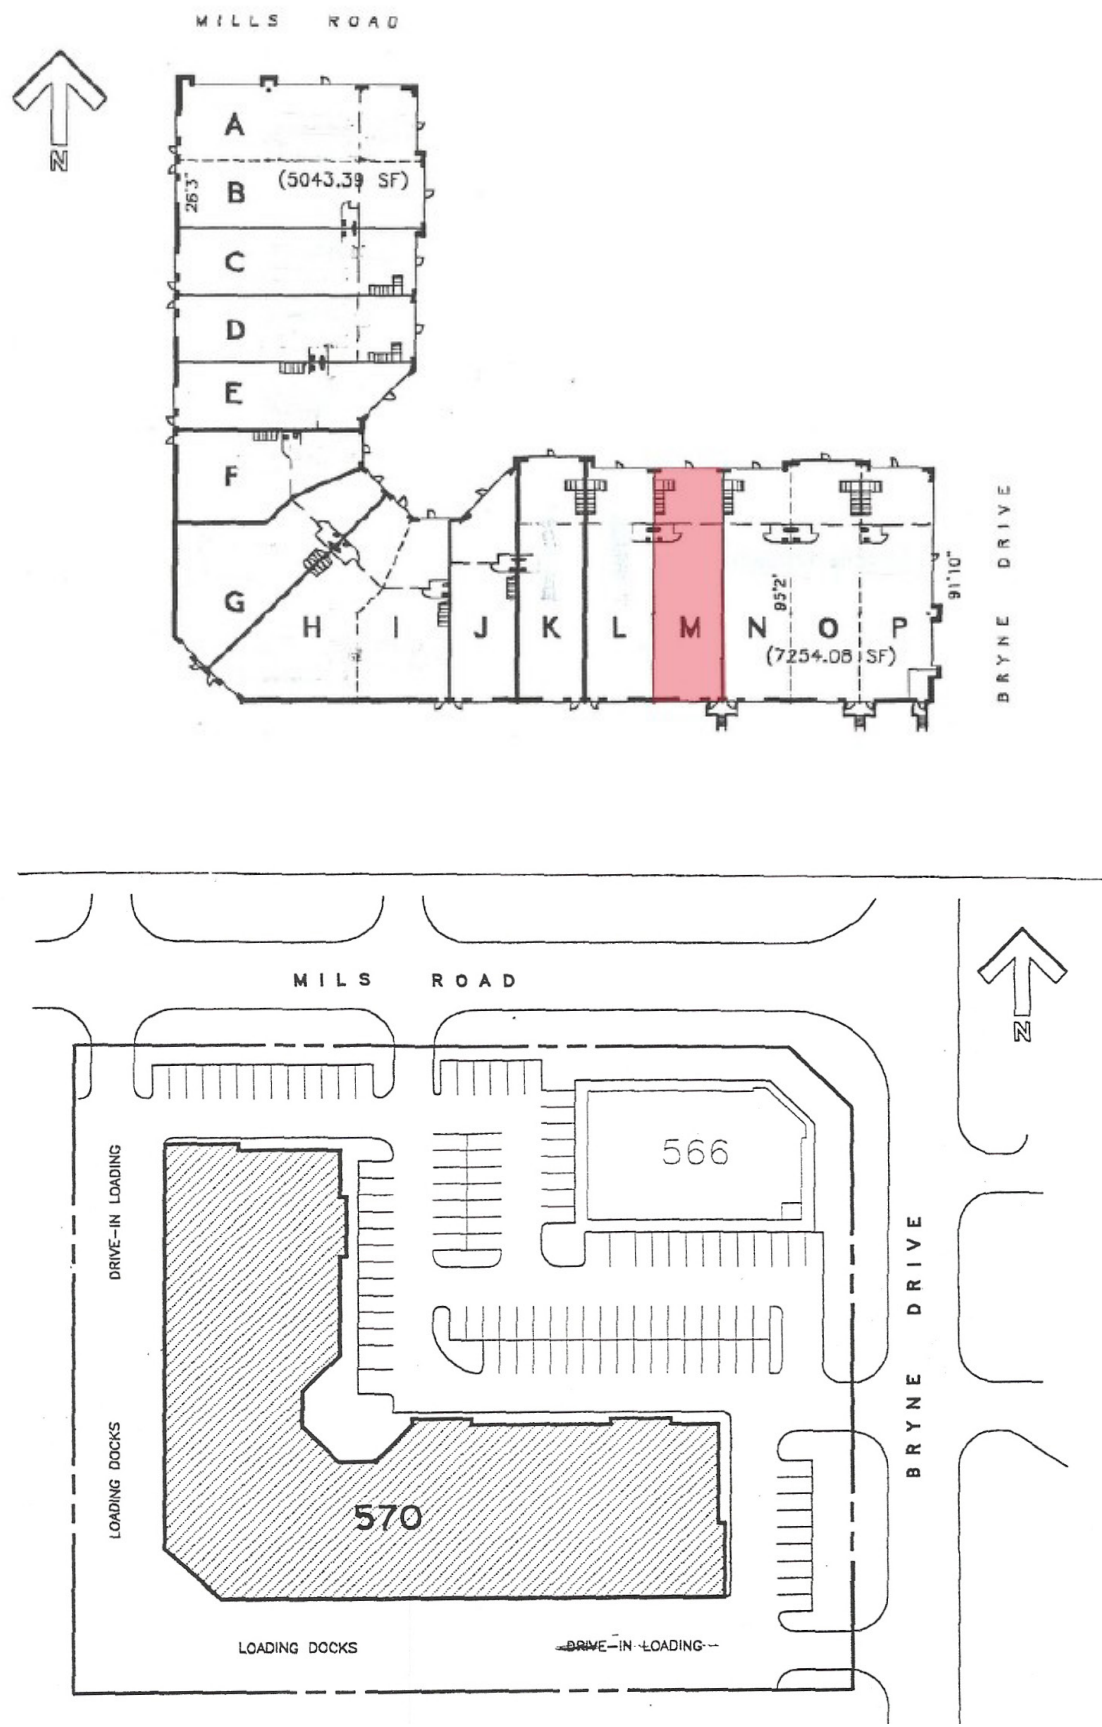 MILLS ROAD
N
A
(5043.39 SF)
26'3"
B
C
D
E
F
G
H
I
J
K
L
M
N
O
P
95'2"
(7254.08 SF)
91'10"
BRYNE DRIVE
MILS ROAD
N
566
DRIVE-IN LOADING
BRYNE DRIVE
LOADING DOCKS
570
LOADING DOCKS
DRIVE-IN LOADING